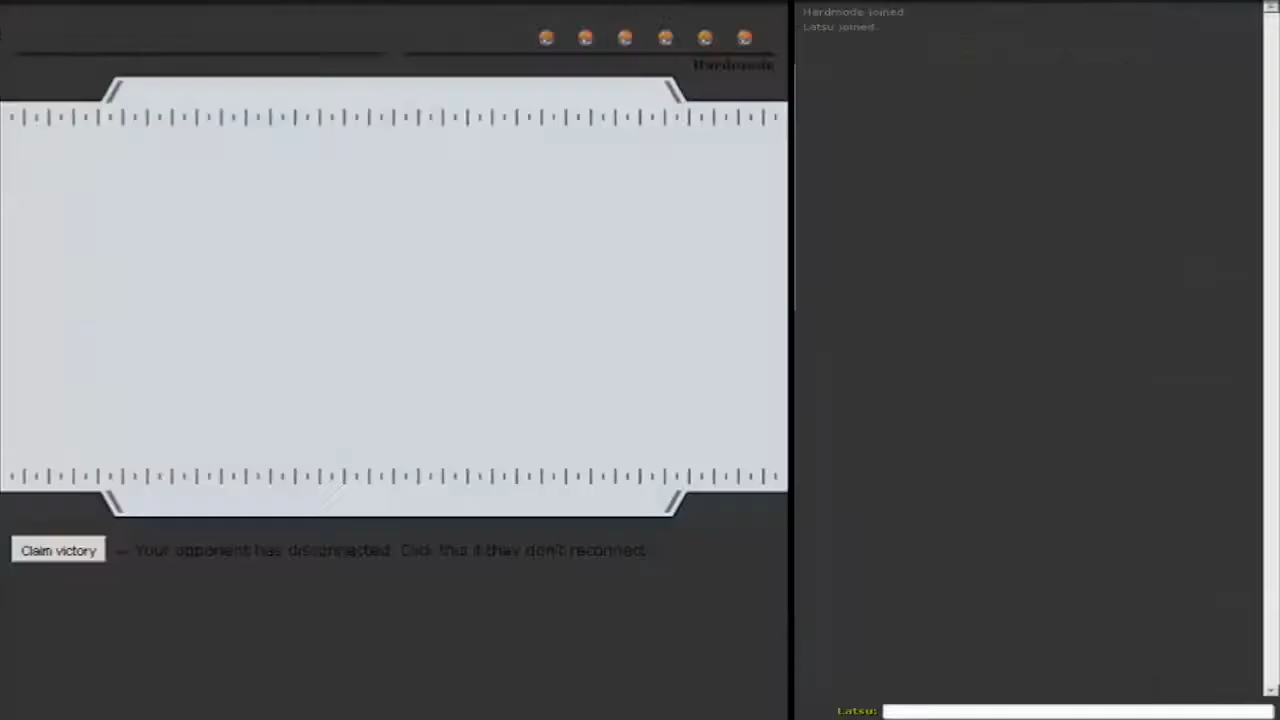 Hardmode joined.
Latsu joined.
Hardmode
Claim victory
— Your opponent has disconnected. Click this if they don't reconnect.
Latsu: